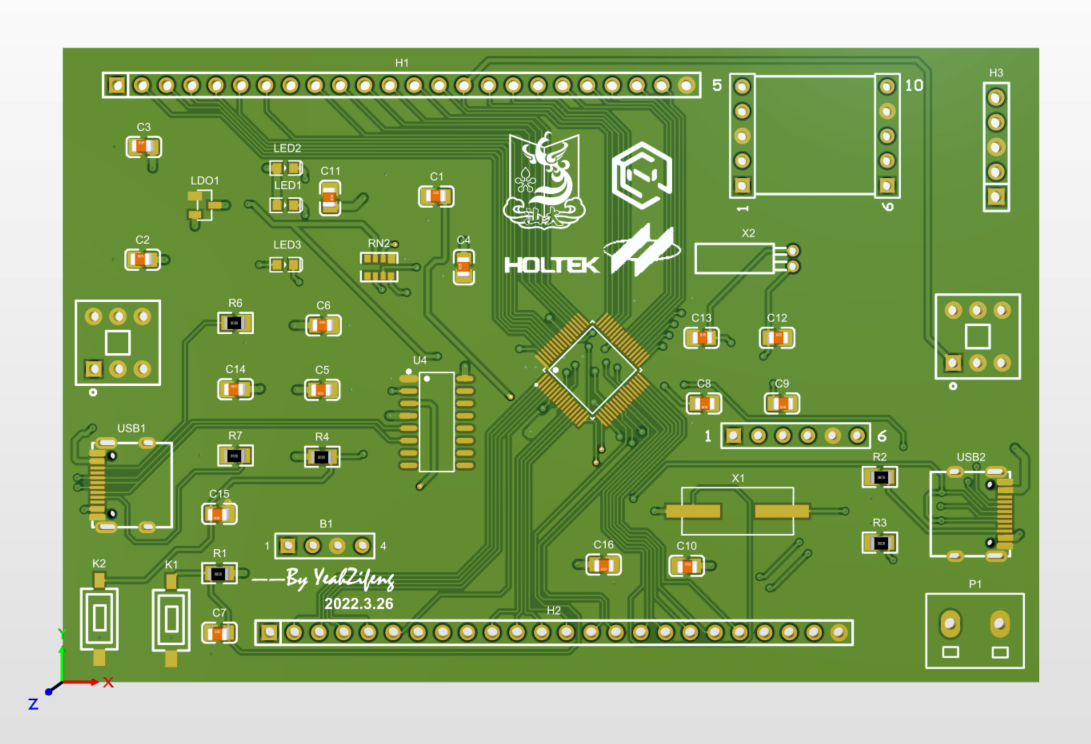 H1
5
10
H3
C3
LED2
LDO1
LED1
C11
C1
1
6
C2
LED3
RN2
C4
HOLTEK
X2
R6
C6
C13
C12
U4
C14
C5
C8
C9
USB1
R7
R4
1
6
R2
USB2
X1
C15
B1
1
4
R3
K2
K1
R1
C16
C10
——By YeahZifeng
2022.3.26
P1
C7
H2
Y
X
Z